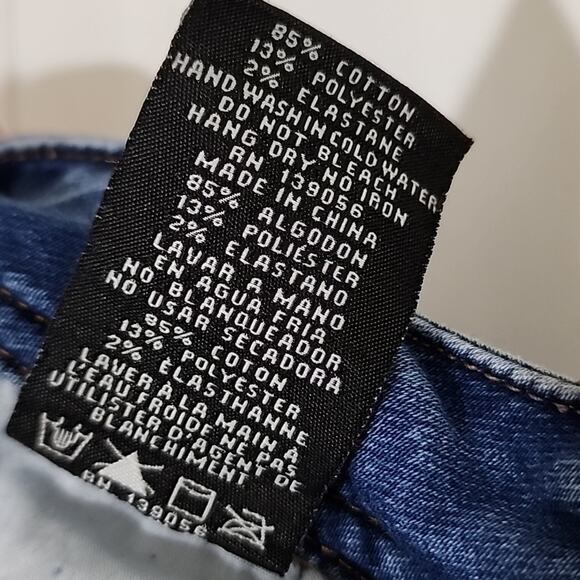 85% COTTON
13% POLYESTER
2% ELASTANE
HAND WASH IN COLD WATER
DO NOT BLEACH
HANG DRY NO IRON
RN 139056
MADE IN CHINA
85% ALGODON
13% POLIÉSTER
2% ELASTANO
LAVAR A MANO
EN AGUA FRIA
NO BLANQUEADOR
NO USAR SECADORA
85% COTON
13% POLYESTER
2% ELASTHANNE
LAVER A LA MAIN À
L'EAU FROIDE NE PAS
UTILISTER D'AGENT DE
BLANCHIMENT
RN 139056